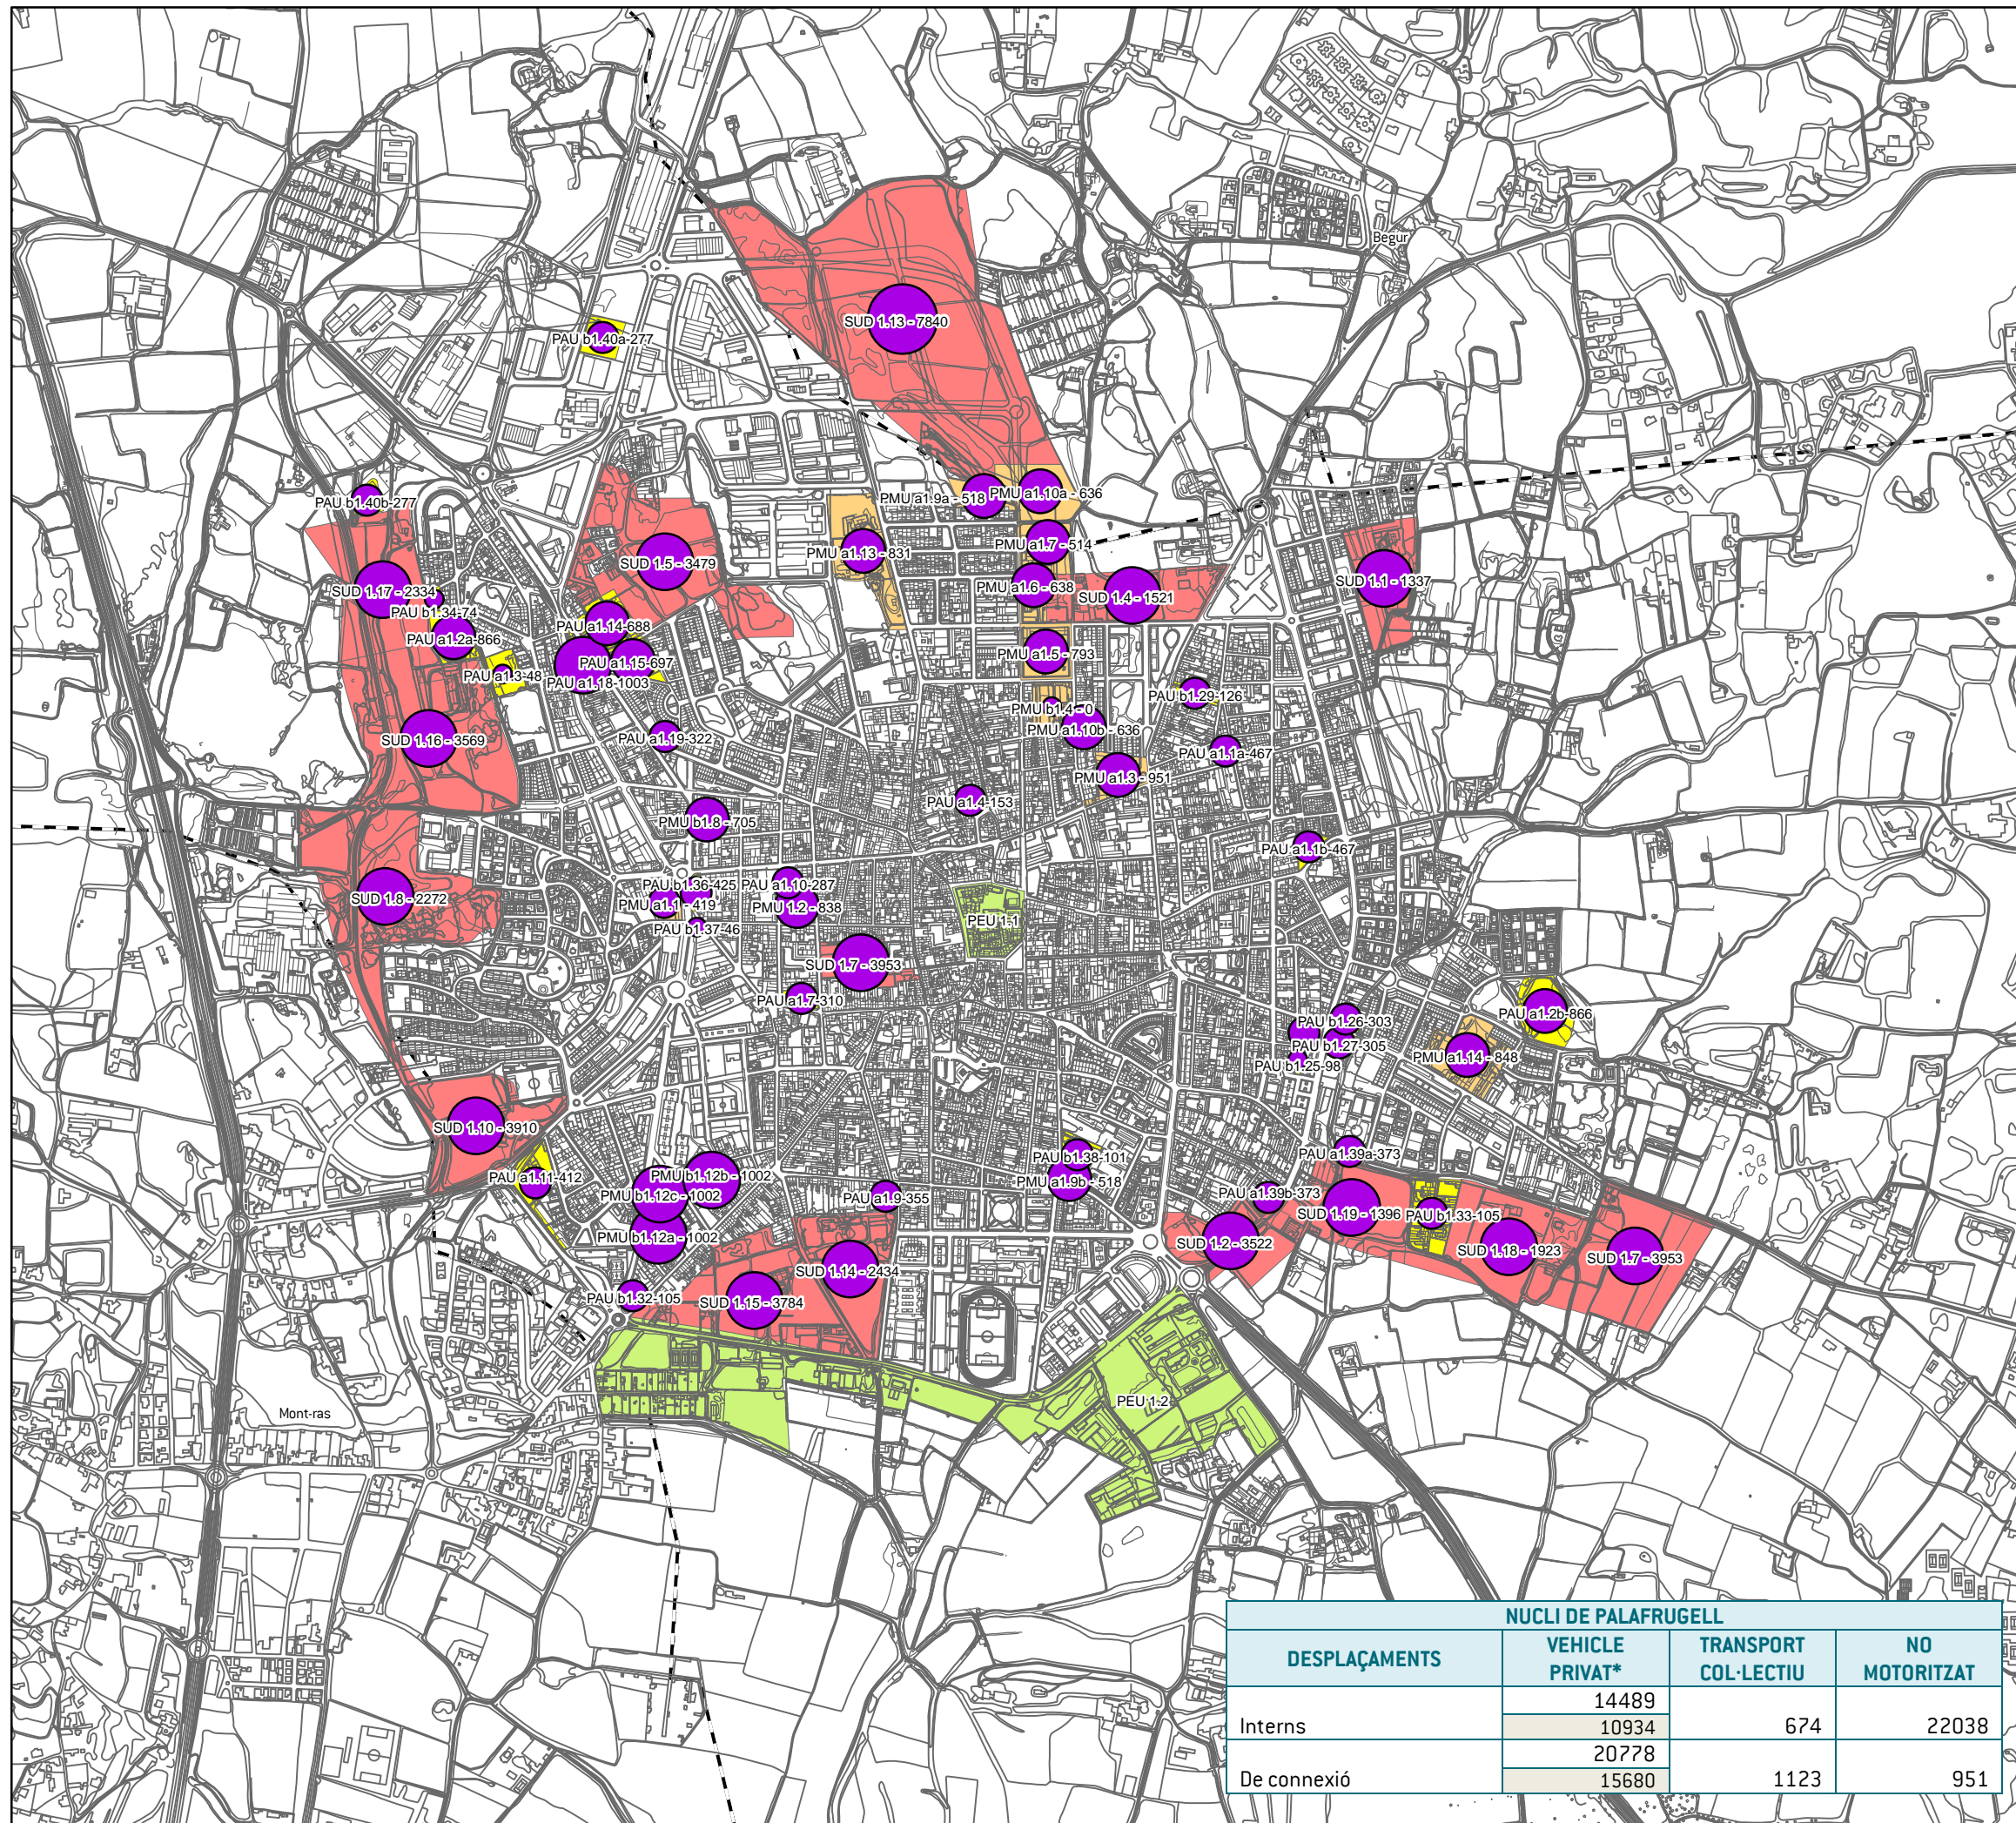 Begur
SUD 1.13 - 7840
PAU b1.40a-277
PAU b1.40b-277
PMU a1.9a - 518
PMU a1.10a - 636
PMU a1.7 - 514
PMU a1.13 - 831
SUD 1.5 - 3479
PMU a1.6 - 638
SUD 1.4 - 1521
SUD 1.1 - 1337
SUD 1.17 - 2334
PAU b1.34-74
PAU a1.2a-866
PAU a1.14-688
PAU a1.15-697
PAU a1.18-1003
PAU a1.3-48
PMU a1.5 - 793
PAU b1.29-126
PMU b1.4 - 0
PMU a1.10b - 636
SUD 1.16 - 3569
PAU a1.19-322
PAU a1.1a-467
PMU a1.3 - 951
PAU a1.4-153
PMU b1.8 - 705
PAU a1.1b-467
PAU b1.36-425
PAU a1.10-287
SUD 1.8 - 2272
PMU a1.1 - 419
PMU 1.2 - 838
PAU b1.37-46
PEU 1.1
SUD 1.7 - 3953
PAU a1.7-310
PAU a1.2b-866
PAU b1.26-303
PAU b1.27-305
PAU b1.25-98
PMU a1.14 - 848
SUD 1.10 - 3910
PAU a1.39a-373
PAU b1.38-101
PMU a1.9b - 518
PAU a1.11-412
PMU b1.12b - 1002
PMU b1.12c - 1002
PAU a1.9-355
PAU a1.39b-373
SUD 1.19 - 1396
PAU b1.33-105
PMU b1.12a - 1002
SUD 1.2 - 3522
SUD 1.18 - 1923
SUD 1.7 - 3953
SUD 1.14 - 2434
PAU b1.32-105
SUD 1.15 - 3784
PEU 1.2
Mont-ras
NUCLI DE PALAFRUGELL
DESPLAÇAMENTS
VEHICLE PRIVAT*
TRANSPORT COL·LECTIU
NO MOTORITZAT
Interns
14489
10934
674
22038
De connexió
20778
15680
1123
951